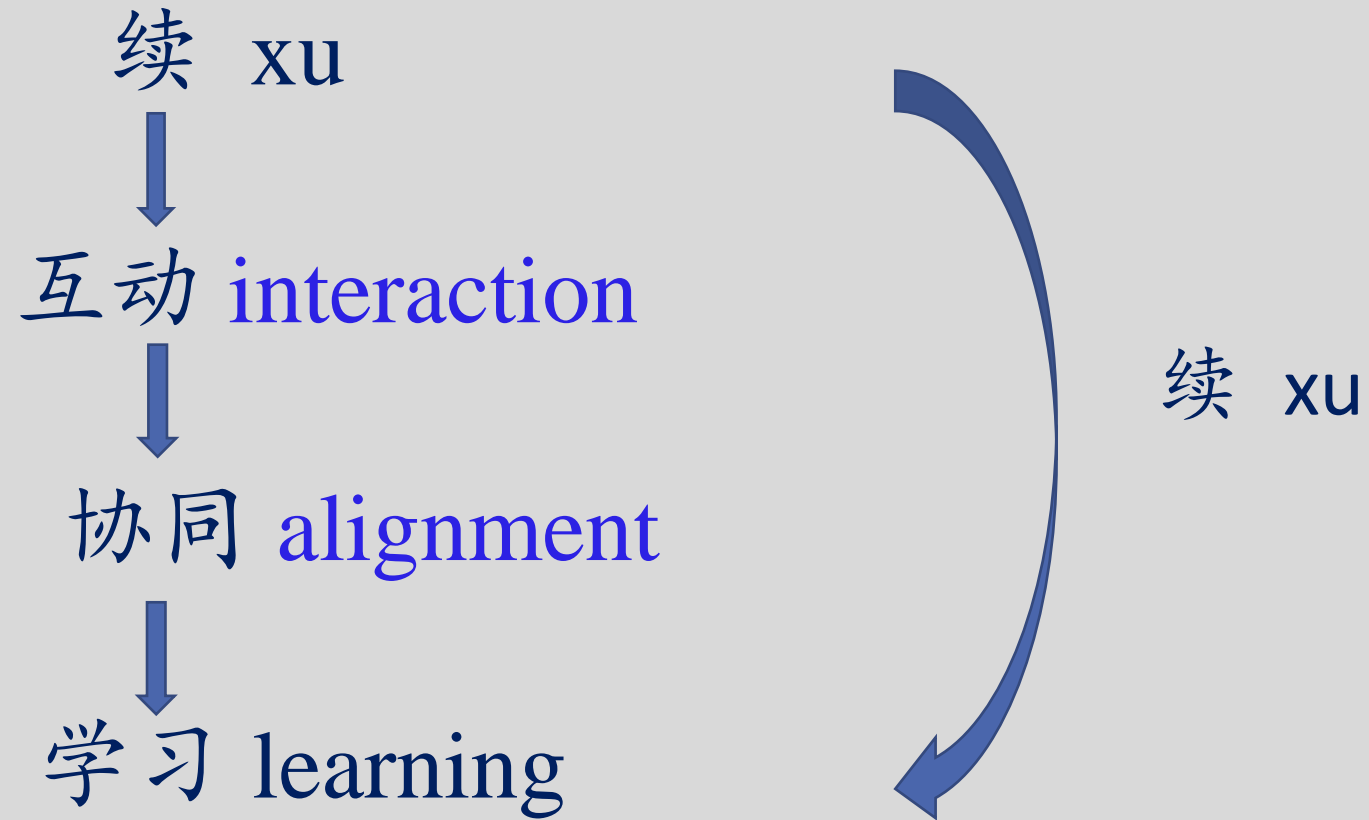 续 xu
互动 interaction
续 xu
协同 alignment
学习 learning